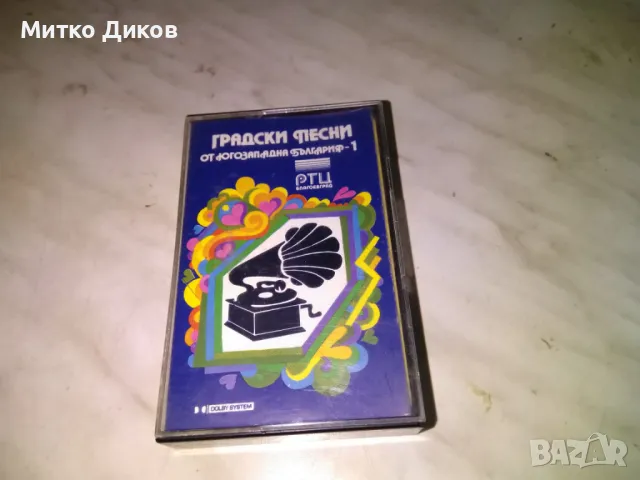 Митко Диков
ГРАДСКИ ПЕСНИ
ОТ ЮГОЗАПАДНА БЪЛГАРИЯ-1
РТЦ
БЛАГОЕВГРАД
DOLBY SYSTEM
BAZAR